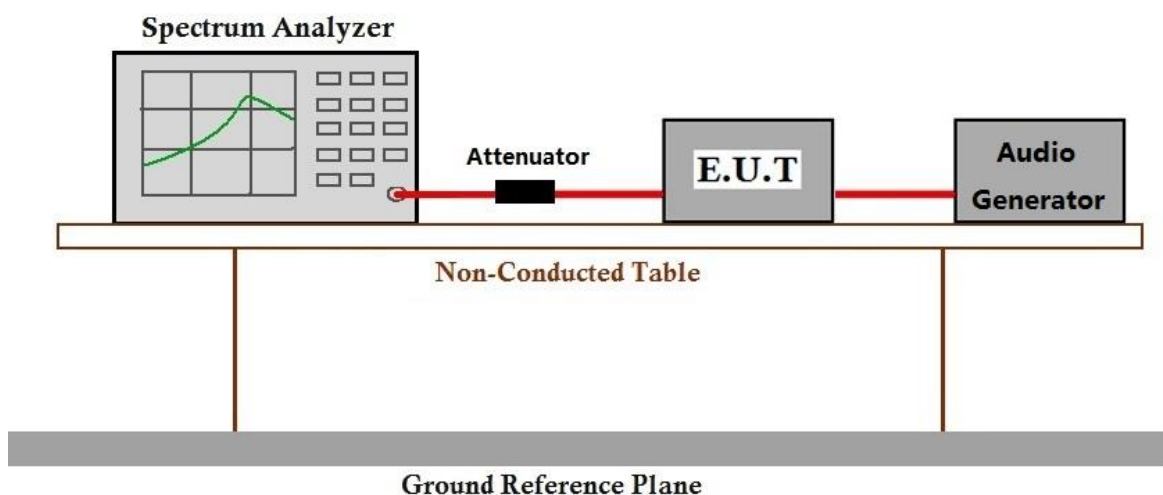 Spectrum Analyzer
Attenuator
E.U.T
Audio
Generator
Non-Conducted Table
Ground Reference Plane